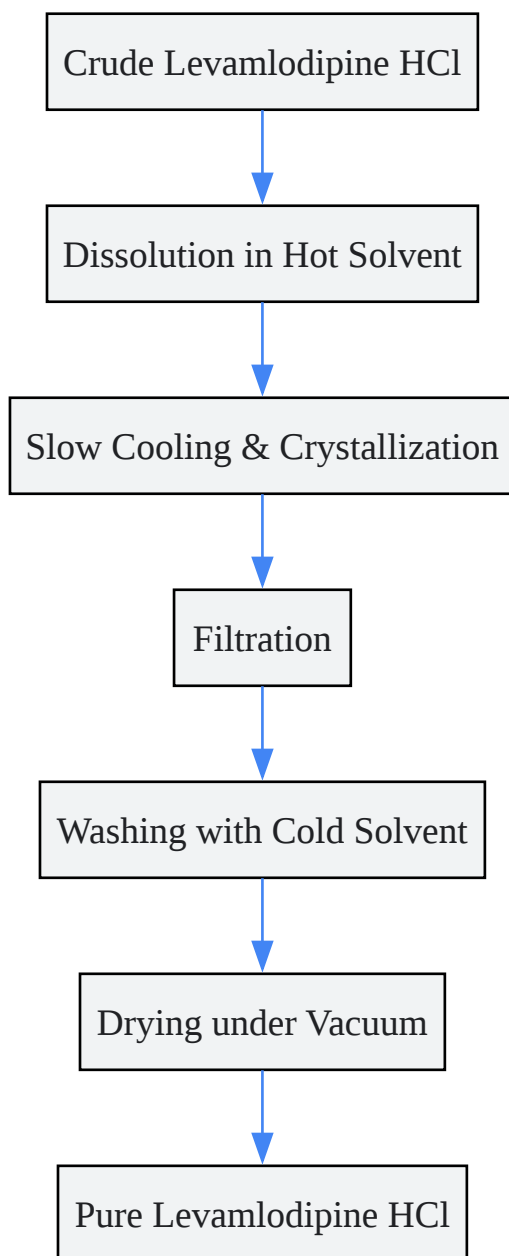 Crude Levamlodipine HCl
Dissolution in Hot Solvent
Slow Cooling & Crystallization
Filtration
Washing with Cold Solvent
Drying under Vacuum
Pure Levamlodipine HCl